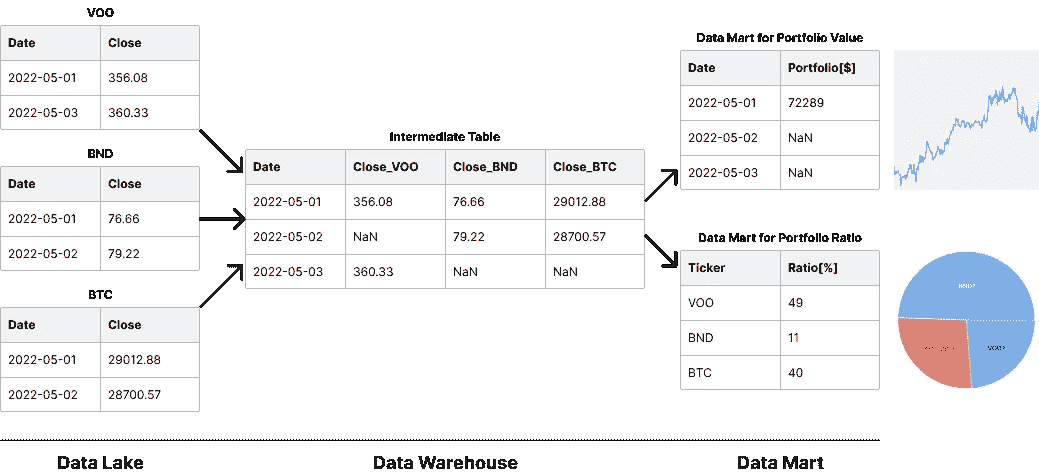 VOO
Date Close
2022-05-01 356.08
2022-05-03 360.33
BND
Date Close
2022-05-01 76.66
2022-05-02 79.22
BTC
Date Close
2022-05-01 29012.88
2022-05-02 28700.57
Data Lake
Intermediate Table
Date Close_VOO Close_BND Close_BTC
2022-05-01 356.08 76.66 29012.88
2022-05-02 NaN 79.22 28700.57
2022-05-03 360.33 NaN NaN
Data Warehouse
Data Mart for Portfolio Value
Date Portfolio[$]
2022-05-01 72289
2022-05-02 NaN
2022-05-03 NaN
Data Mart for Portfolio Ratio
Ticker Ratio[%]
VOO 49
BND 11
BTC 40
Data Mart